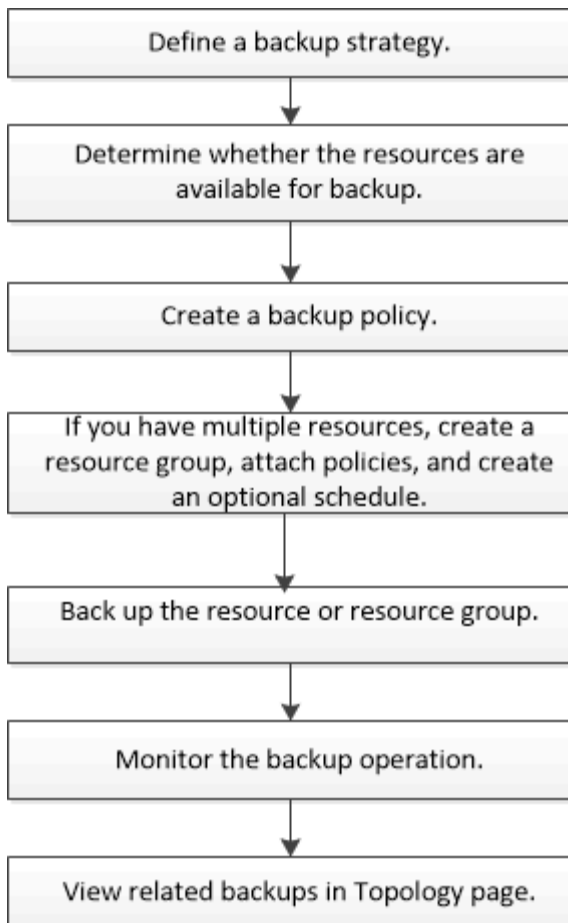 Define a backup strategy.
Determine whether the resources are
available for backup.
Create a backup policy.
If you have multiple resources, create a
resource group, attach policies, and create
an optional schedule.
Back up the resource or resource group.
Monitor the backup operation.
View related backups in Topology page.